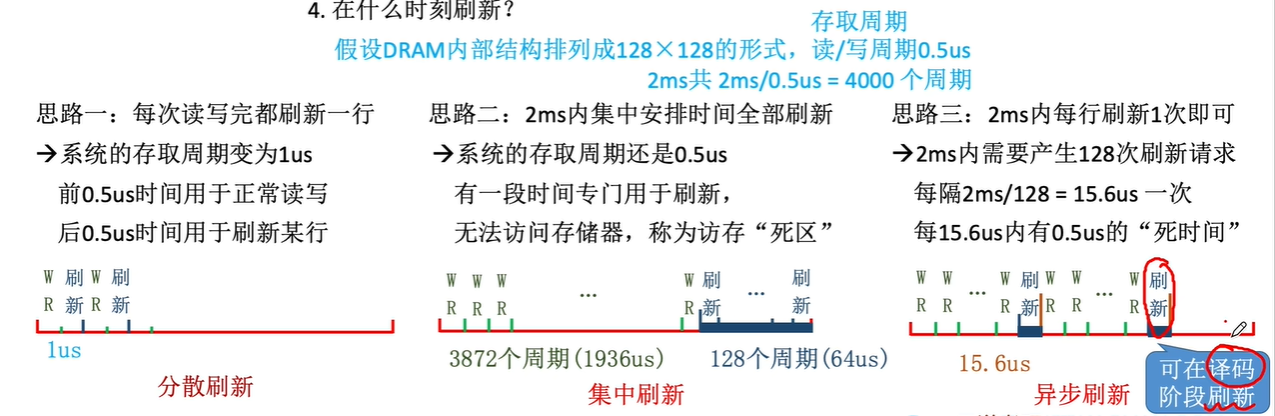 4. 在什么时刻刷新？
存取周期
假设DRAM内部结构排列成128×128的形式，读/写周期0.5us
2ms共 2ms/0.5us = 4000 个周期
思路一：每次读写完都刷新一行
→系统的存取周期变为1us
前0.5us时间用于正常读写
后0.5us时间用于刷新某行
W 刷 W 刷
R 新 R 新
1us
分散刷新
思路二：2ms内集中安排时间全部刷新
→系统的存取周期还是0.5us
有一段时间专门用于刷新，
无法访问存储器，称为访存“死区”
W W W W 刷 刷
... ...
R R R R 新 新
3872个周期(1936us) 128个周期(64us)
集中刷新
思路三：2ms内每行刷新1次即可
→2ms内需要产生128次刷新请求
每隔2ms/128 = 15.6us 一次
每15.6us内有0.5us的“死时间”
W W W 刷 W W W 刷
... ...
R R R 新 R R R 新
15.6us
异步刷新
可在译码
阶段刷新